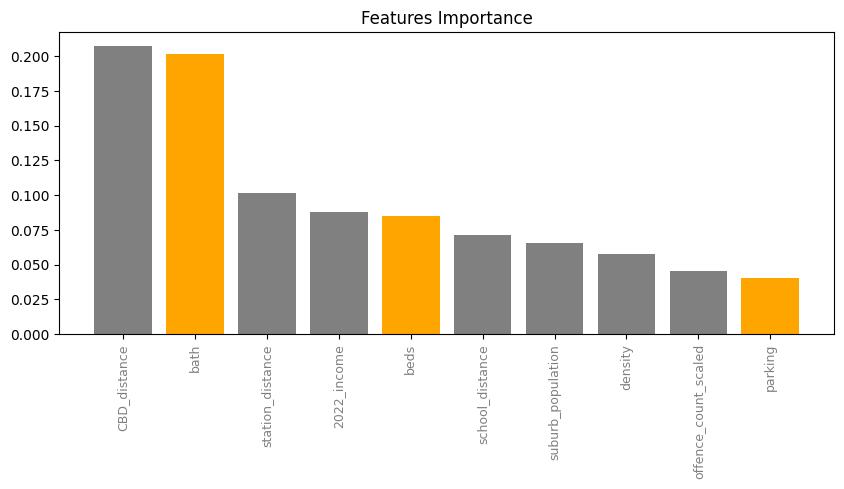 Features Importance
0.200
0.175
0.150
0.125
0.100
0.075
0.050
0.025
0.000
CBD_distance
bath
station_distance
2022_income
beds
school_distance
suburb_population
density
offence_count_scaled
parking